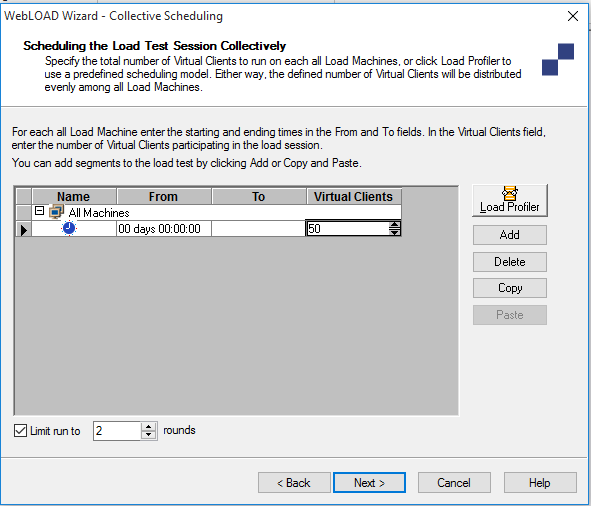 WebLOAD Wizard - Collective Scheduling
Scheduling the Load Test Session Collectively
Specify the total number of Virtual Clients to run on each all Load Machines, or click Load Profiler to
use a predefined scheduling model. Either way, the defined number of Virtual Clients will be distributed
evenly among all Load Machines.
For each all Load Machine enter the starting and ending times in the From and To fields. In the Virtual Clients field,
enter the number of Virtual Clients participating in the load session.
You can add segments to the load test by clicking Add or Copy and Paste.
Name From To Virtual Clients
All Machines
00 days 00:00:00 50
Load Profiler
Add
Delete
Copy
Paste
Limit run to 2 rounds
< Back Next > Cancel Help